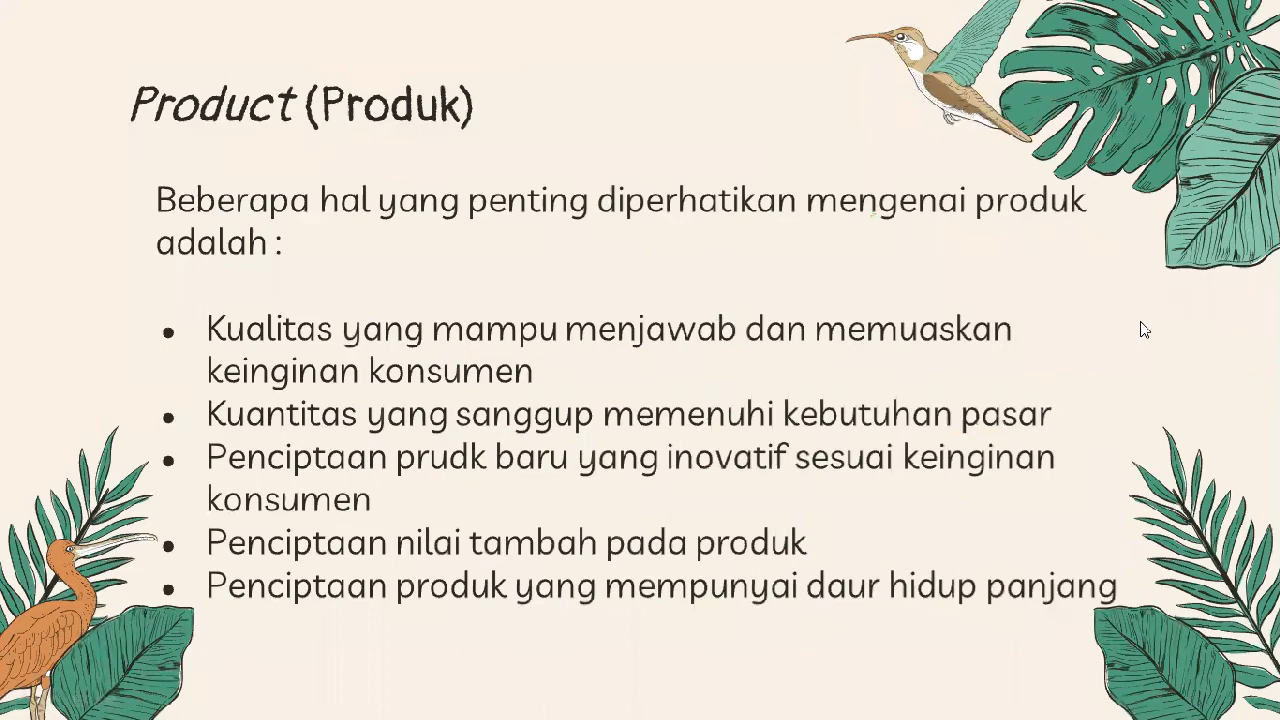 Product (Produk)
Beberapa hal yang penting diperhatikan mengenai produk
adalah :
• Kualitas yang mampu menjawab dan memuaskan
keinginan konsumen
• Kuantitas yang sanggup memenuhi kebutuhan pasar
• Penciptaan prudk baru yang inovatif sesuai keinginan
konsumen
• Penciptaan nilai tambah pada produk
• Penciptaan produk yang mempunyai daur hidup panjang